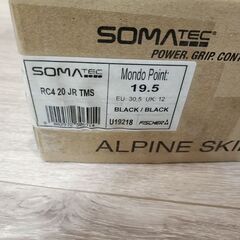 SOMATEC
POWER. GRIP. CONT
SOMATEC
RC4 20 JR TMS
Mondo Point:
19.5
EU: 30,5 UK: 12
BLACK / BLACK
U19218
FISCHER
ALPINE SKI